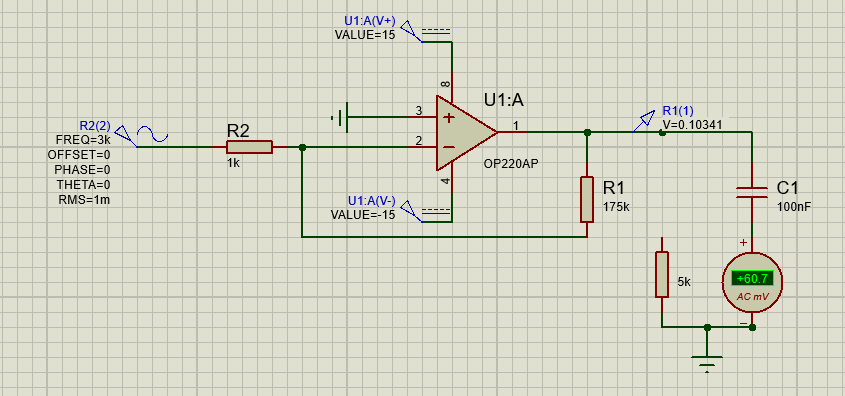 U1:A(V+)
VALUE=15
8
U1:A
3
+
R2(2)
FREQ=3k
OFFSET=0
PHASE=0
THETA=0
RMS=1m
R2
1k
2
−
1
OP220AP
R1(1)
V=0.10341
4
U1:A(V-)
VALUE=-15
R1
175k
C1
100nF
5k
+
+60.7
AC mV
−